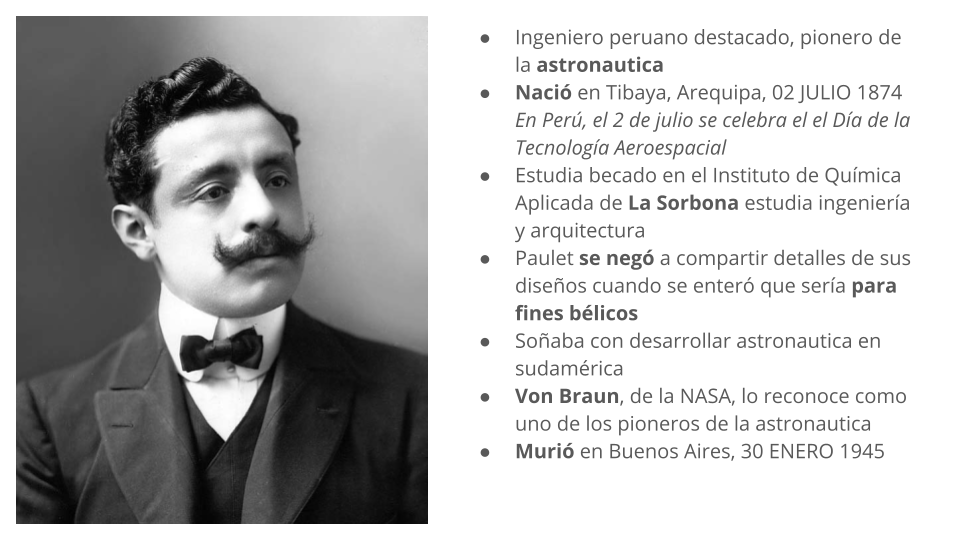 ● Ingeniero peruano destacado, pionero de
la astronautica
● Nació en Tibaya, Arequipa, 02 JULIO 1874
En Perú, el 2 de julio se celebra el el Día de la
Tecnología Aeroespacial
● Estudia becado en el Instituto de Química
Aplicada de La Sorbona estudia ingeniería
y arquitectura
● Paulet se negó a compartir detalles de sus
diseños cuando se enteró que sería para
fines bélicos
● Soñaba con desarrollar astronautica en
sudamérica
● Von Braun, de la NASA, lo reconoce como
uno de los pioneros de la astronautica
● Murió en Buenos Aires, 30 ENERO 1945